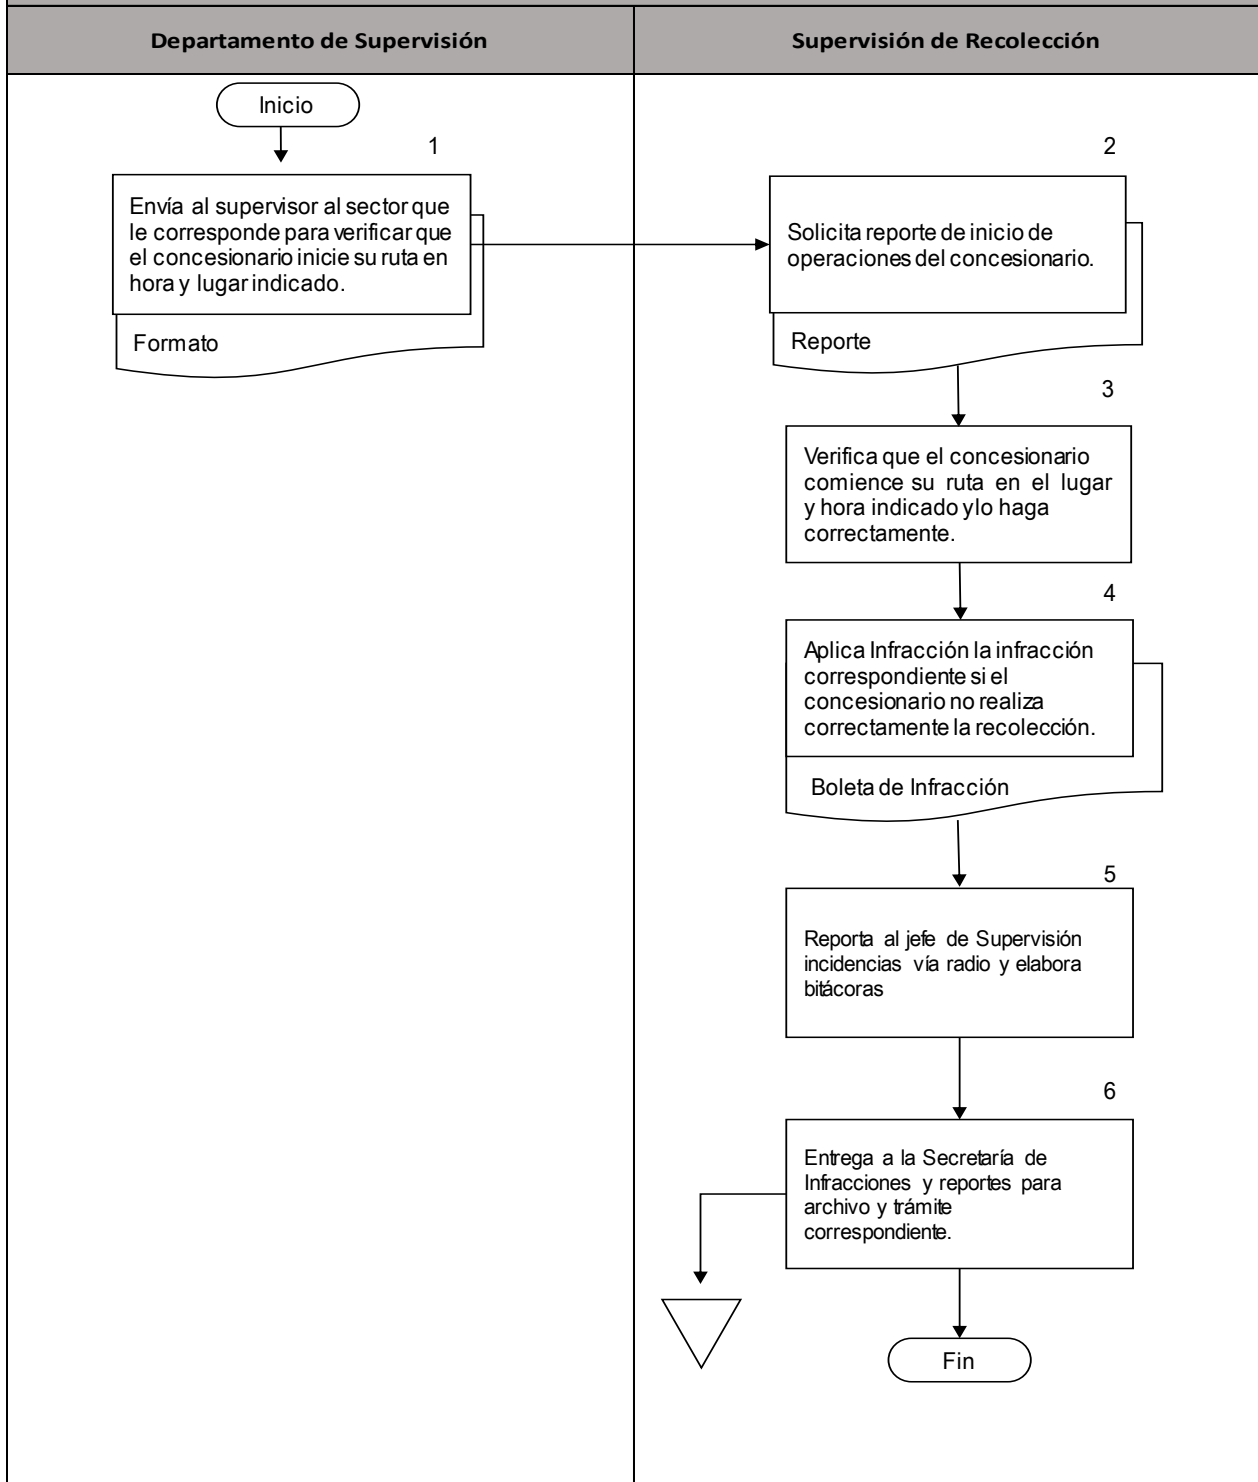 Departamento de Supervisión
Supervisión de Recolección
Inicio
1
Envía al supervisor al sector que
le corresponde para verificar que
el concesionario inicie su ruta en
hora y lugar indicado.
Formato
2
Solicita reporte de inicio de
operaciones del concesionario.
Reporte
3
Verifica que el concesionario
comience su ruta en el lugar
y hora indicado ylo haga
correctamente.
4
Aplica Infracción la infracción
correspondiente si el
concesionario no realiza
correctamente la recolección.
Boleta de Infracción
5
Reporta al jefe de Supervisión
incidencias vía radio y elabora
bitácoras
6
Entrega a la Secretaría de
Infracciones y reportes para
archivo y trámite
correspondiente.
Fin